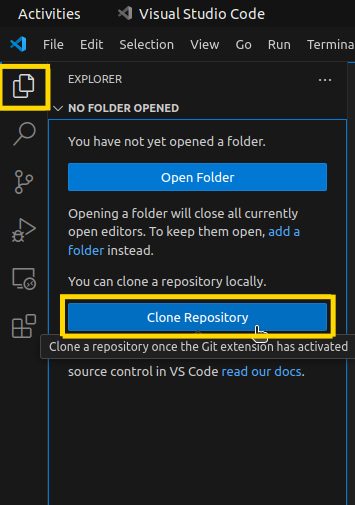 Activities Visual Studio Code
File Edit Selection View Go Run Termina
EXPLORER ...
NO FOLDER OPENED
You have not yet opened a folder.
Open Folder
Opening a folder will close all currently
open editors. To keep them open, add a
folder instead.
You can clone a repository locally.
Clone Repository
Clone a repository once the Git extension has activated
source control in VS Code read our docs.